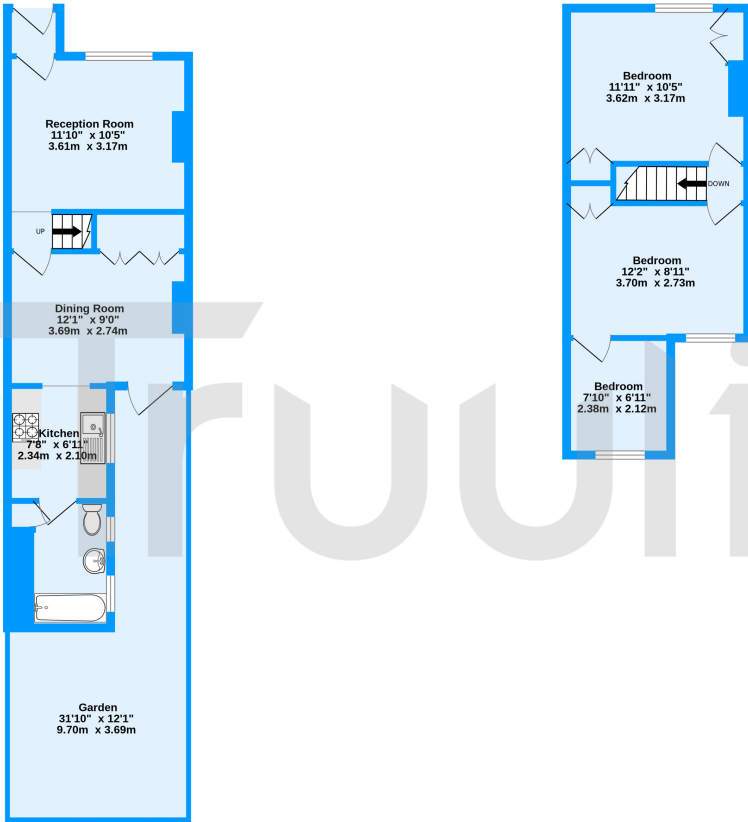 Reception Room
11'10" x 10'5"
3.61m x 3.17m
UP
Dining Room
12'1" x 9'0"
3.69m x 2.74m
Kitchen
7'8" x 6'11"
2.34m x 2.10m
Garden
31'10" x 12'1"
9.70m x 3.69m
Bedroom
11'11" x 10'5"
3.62m x 3.17m
DOWN
Bedroom
12'2" x 8'11"
3.70m x 2.73m
Bedroom
7'10" x 6'11"
2.38m x 2.12m
Truuli